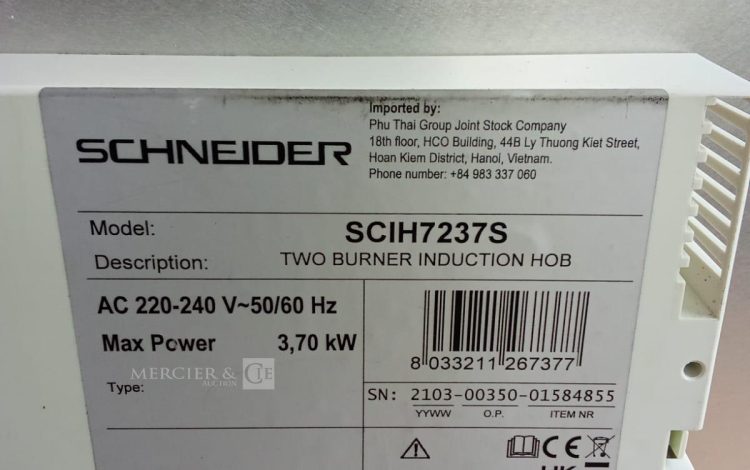 SCHNEIDER
Imported by:
Phu Thai Group Joint Stock Company
18th floor, HCO Building, 44B Ly Thuong Kiet Street,
Hoan Kiem District, Hanoi, Vietnam.
Phone number: +84 983 337 060
Model: SCIH7237S
Description: TWO BURNER INDUCTION HOB
AC 220-240 V~50/60 Hz
Max Power 3,70 kW
Type:
8 033211 267377
SN: 2103-00350-01584855
YYWW O.P. ITEM NR
CE
MERCIER & CIE
AUCTION